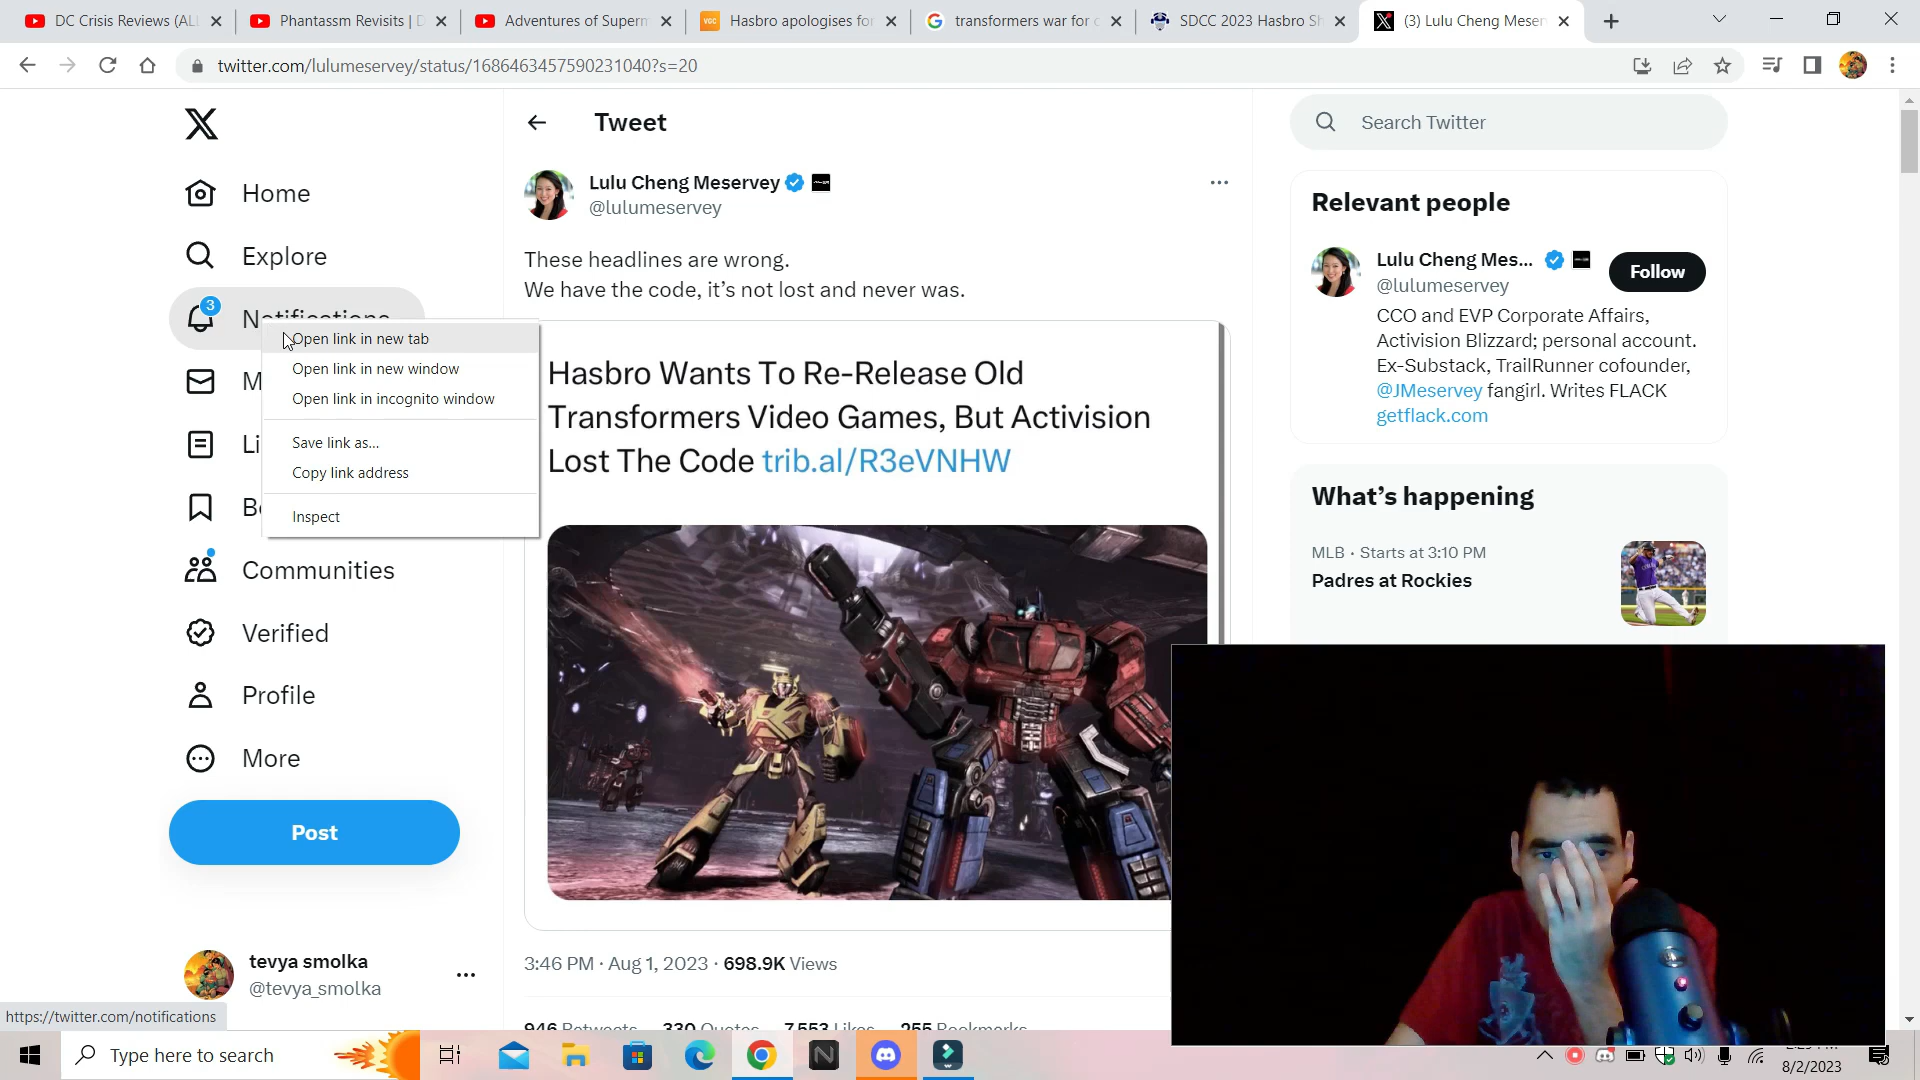 DC Crisis Reviews (AL
Phantassm Revisits | D
Adventures of Superm
Hasbro apologises for
transformers war for c
SDCC 2023 Hasbro Sh
(3) Lulu Cheng Meser
twitter.com/lulumeservey/status/1686463457590231040?s=20
Home
Explore
3
Notifications
Open link in new tab
Open link in new window
Open link in incognito window
Save link as...
Copy link address
Inspect
M
Li
Bo
Communities
Verified
Profile
More
Post
tevya smolka
@tevya_smolka
https://twitter.com/notifications
Tweet
Lulu Cheng Meservey
@lulumeservey
These headlines are wrong.
We have the code, it's not lost and never was.
Hasbro Wants To Re-Release Old
Transformers Video Games, But Activision
Lost The Code trib.al/R3eVNHW
3:46 PM · Aug 1, 2023 · 698.9K Views
946 Retweets 330 Quotes 7,553 Likes 255 Bookmarks
Search Twitter
Relevant people
Lulu Cheng Mes...
@lulumeservey
Follow
CCO and EVP Corporate Affairs,
Activision Blizzard; personal account.
Ex-Substack, TrailRunner cofounder,
@JMeservey fangirl. Writes FLACK
getflack.com
What's happening
MLB · Starts at 3:10 PM
Padres at Rockies
Type here to search
8/2/2023